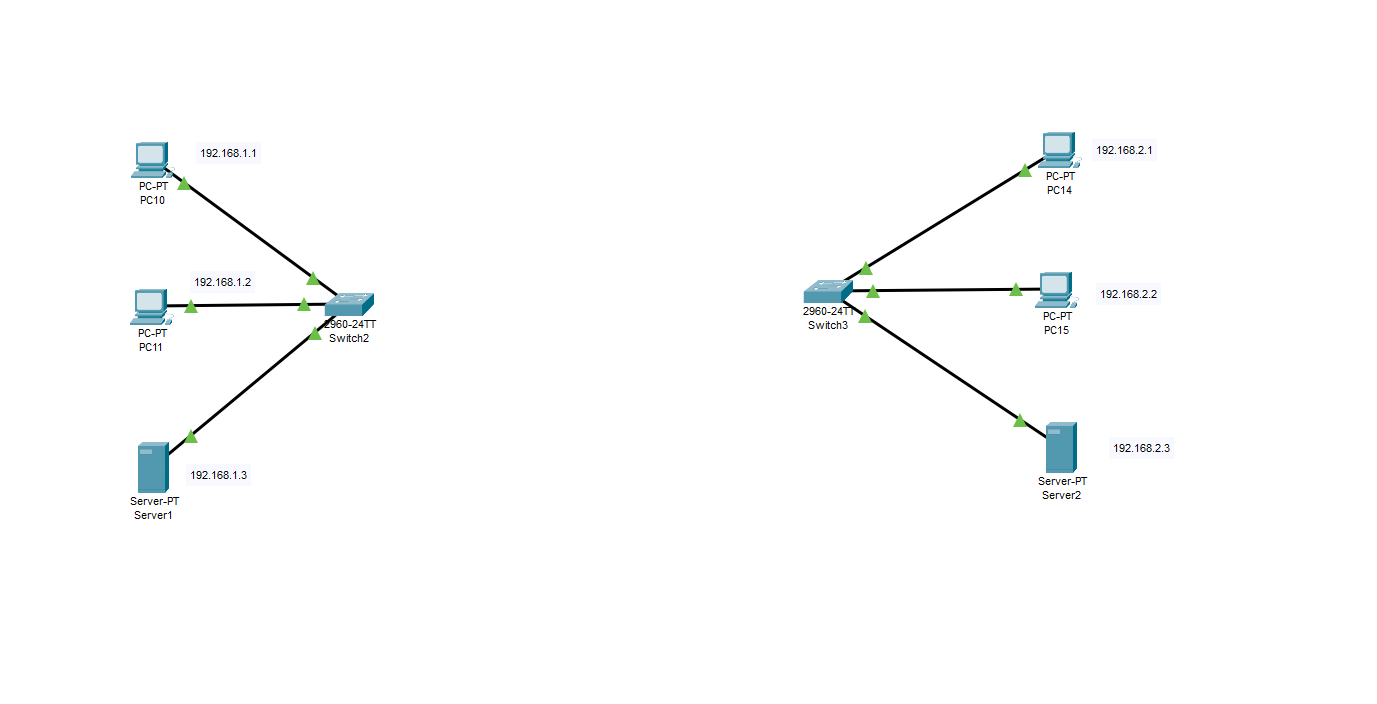 192.168.1.1
PC-PT
PC10
192.168.1.2
PC-PT
PC11
2960-24TT
Switch2
192.168.1.3
Server-PT
Server1
192.168.2.1
PC-PT
PC14
2960-24TT
Switch3
192.168.2.2
PC-PT
PC15
192.168.2.3
Server-PT
Server2